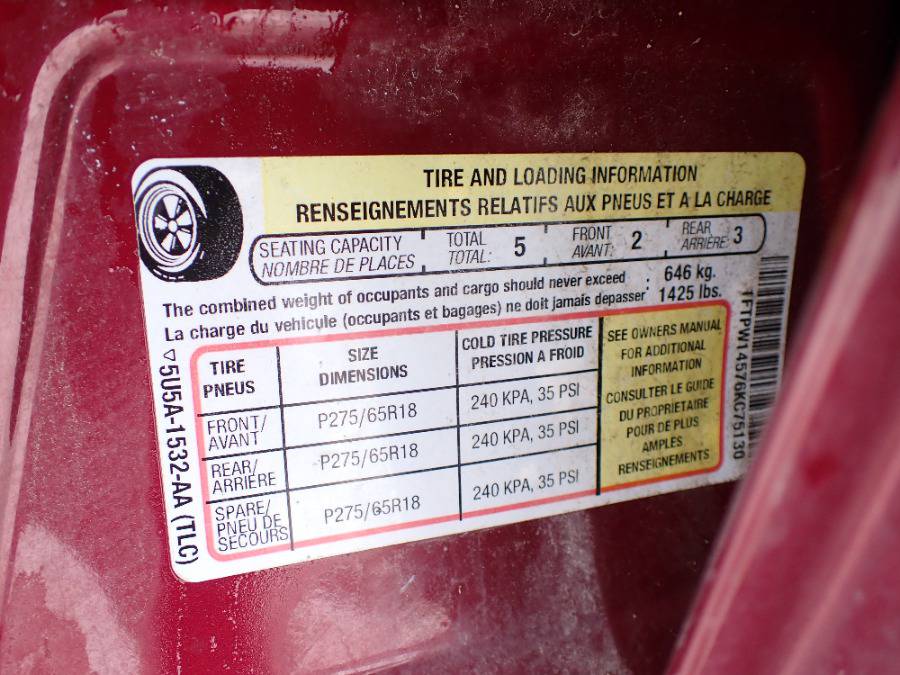 TIRE AND LOADING INFORMATION
RENSEIGNEMENTS RELATIFS AUX PNEUS ET A LA CHARGE
SEATING CAPACITY
NOMBRE DE PLACES
TOTAL
TOTAL: 5
FRONT
AVANT: 2
REAR
ARRIÈRE: 3
The combined weight of occupants and cargo should never exceed : 646 kg.
La charge du vehicule (occupants et bagages) ne doit jamais depasser 1425 lbs.
TIRE
PNEUS
SIZE
DIMENSIONS
COLD TIRE PRESSURE
PRESSION A FROID
FRONT/
AVANT
P275/65R18
240 KPA, 35 PSI
REAR/
ARRIÈRE
P275/65R18
240 KPA, 35 PSI
SPARE/
PNEU DE
SECOURS
P275/65R18
240 KPA, 35 PSI
SEE OWNERS MANUAL
FOR ADDITIONAL
INFORMATION
CONSULTER LE GUIDE
DU PROPRIETAIRE
POUR DE PLUS
AMPLES
RENSEIGNEMENTS
▽5U5A-1532-AA (TLC)
1FTPW14576KC75130